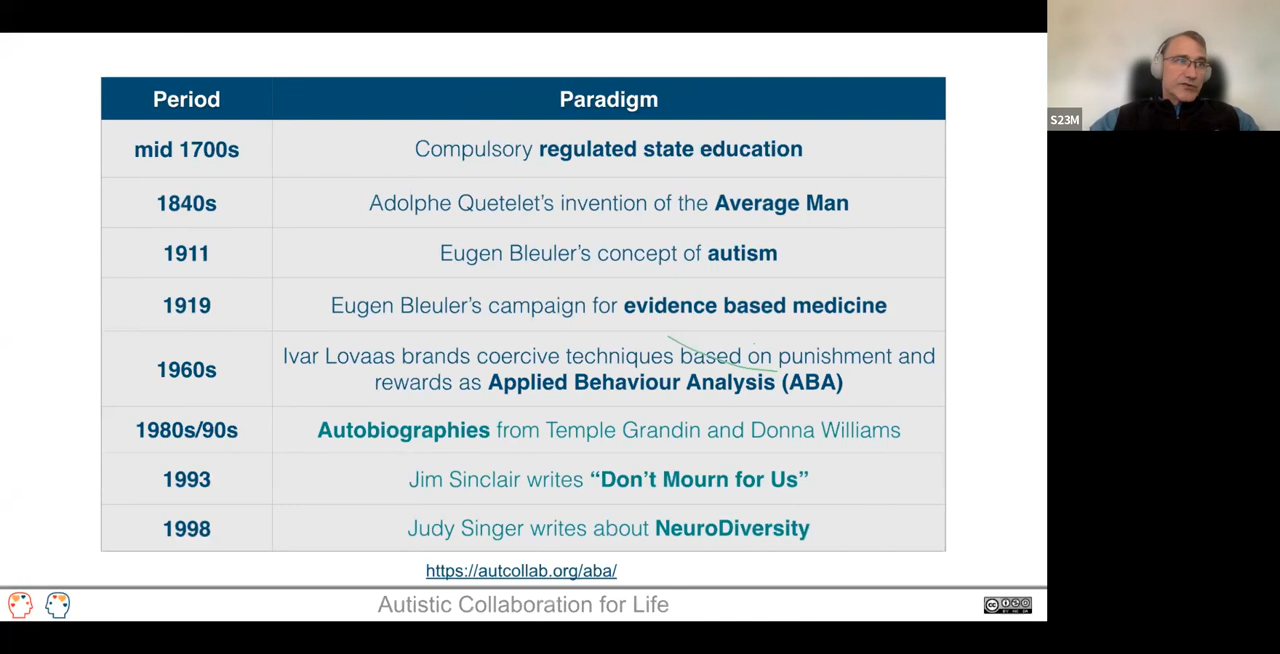 Period Paradigm
mid 1700s Compulsory regulated state education
1840s Adolphe Quetelet’s invention of the Average Man
1911 Eugen Bleuler’s concept of autism
1919 Eugen Bleuler’s campaign for evidence based medicine
1960s Ivar Lovaas brands coercive techniques based on punishment and
rewards as Applied Behaviour Analysis (ABA)
1980s/90s Autobiographies from Temple Grandin and Donna Williams
1993 Jim Sinclair writes “Don’t Mourn for Us”
1998 Judy Singer writes about NeuroDiversity
https://autcollab.org/aba/
Autistic Collaboration for Life
S23M